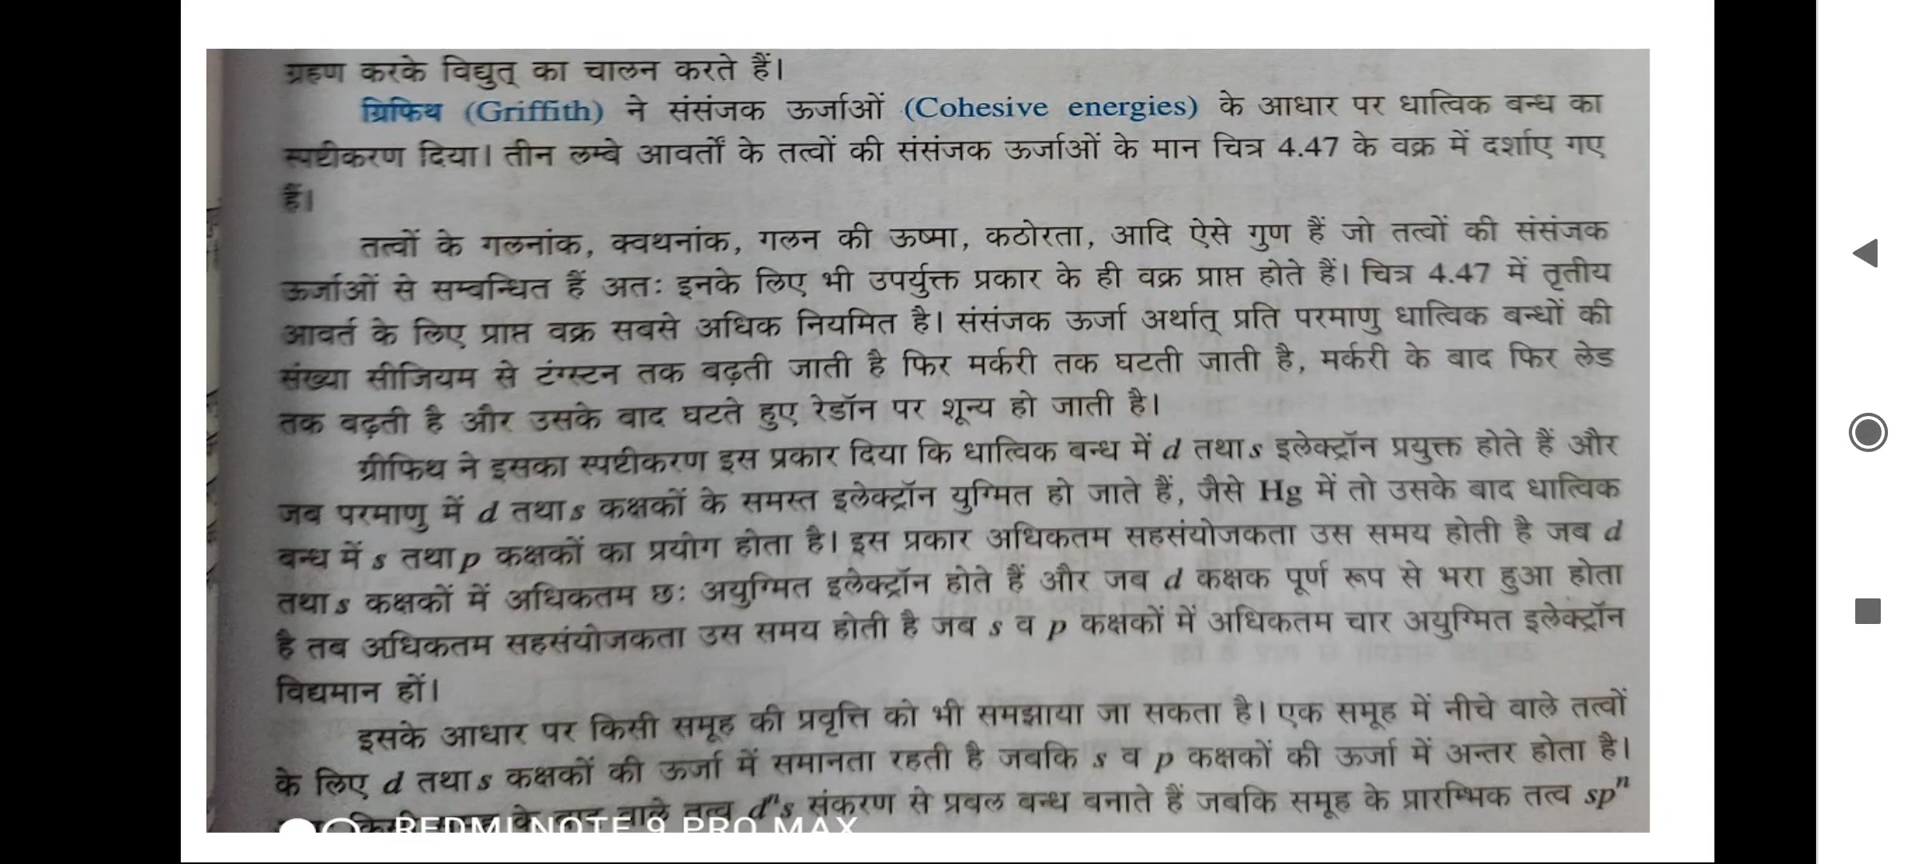 ग्रहण करके विद्युत् का चालन करते हैं।
ग्रिफिथ (Griffith) ने संसंजक ऊर्जाओं (Cohesive energies) के आधार पर धात्विक बन्ध का
स्पष्टीकरण दिया। तीन लम्बे आवर्तों के तत्वों की संसंजक ऊर्जाओं के मान चित्र 4.47 के वक्र में दर्शाए गए
हैं।
तत्वों के गलनांक, क्वथनांक, गलन की ऊष्मा, कठोरता, आदि ऐसे गुण हैं जो तत्वों की संसंजक
ऊर्जाओं से सम्बन्धित हैं अतः इनके लिए भी उपर्युक्त प्रकार के ही वक्र प्राप्त होते हैं। चित्र 4.47 में तृतीय
आवर्त के लिए प्राप्त वक्र सबसे अधिक नियमित है। संसंजक ऊर्जा अर्थात् प्रति परमाणु धात्विक बन्धों की
संख्या सीजियम से टंग्स्टन तक बढ़ती जाती है फिर मर्करी तक घटती जाती है, मर्करी के बाद फिर लेड
तक बढ़ती है और उसके बाद घटते हुए रेडॉन पर शून्य हो जाती है।
ग्रीफिथ ने इसका स्पष्टीकरण इस प्रकार दिया कि धात्विक बन्ध में d तथा s इलेक्ट्रॉन प्रयुक्त होते हैं और
जब परमाणु में d तथा s कक्षकों के समस्त इलेक्ट्रॉन युग्मित हो जाते हैं, जैसे Hg में तो उसके बाद धात्विक
बन्ध में s तथा p कक्षकों का प्रयोग होता है। इस प्रकार अधिकतम सहसंयोजकता उस समय होती है जब d
तथा s कक्षकों में अधिकतम छः अयुग्मित इलेक्ट्रॉन होते हैं और जब d कक्षक पूर्ण रूप से भरा हुआ होता
है तब अधिकतम सहसंयोजकता उस समय होती है जब s व p कक्षकों में अधिकतम चार अयुग्मित इलेक्ट्रॉन
विद्यमान हों।
इसके आधार पर किसी समूह की प्रवृत्ति को भी समझाया जा सकता है। एक समूह में नीचे वाले तत्वों
के लिए d तथा s कक्षकों की ऊर्जा में समानता रहती है जबकि s व p कक्षकों की ऊर्जा में अन्तर होता है।
वाले तत्व dⁿs संकरण से प्रबल बन्ध बनाते हैं जबकि समूह के प्रारम्भिक तत्व spⁿ
REDMI NOTE 9 PRO MAX